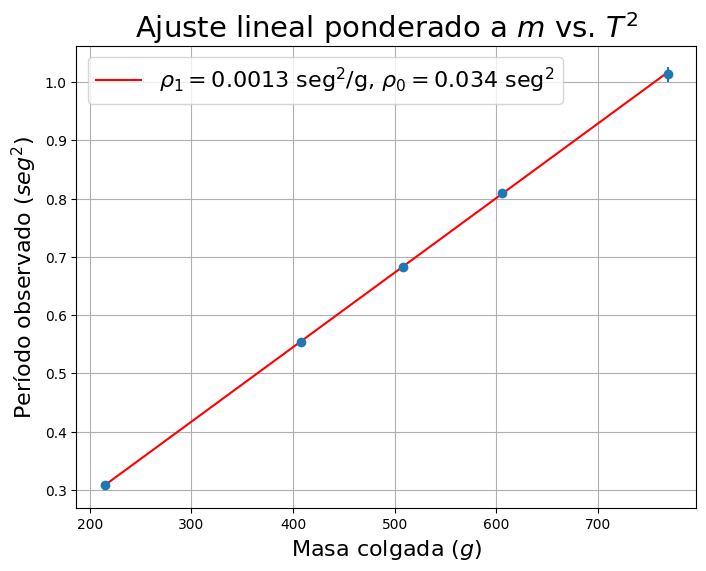 Ajuste lineal ponderado a m vs. T²
ρ₁ = 0.0013 seg²/g, ρ₀ = 0.034 seg²
Período observado (seg²)
1.0
0.9
0.8
0.7
0.6
0.5
0.4
0.3
200 300 400 500 600 700
Masa colgada (g)